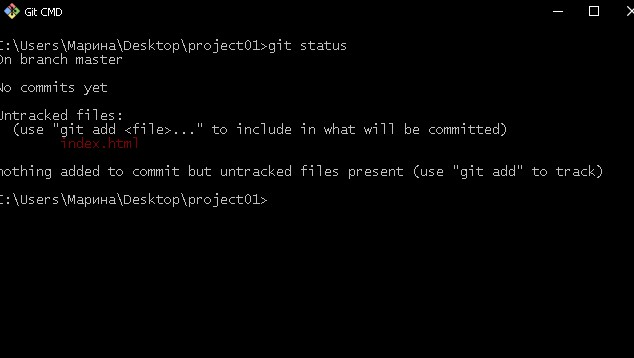 Git CMD
C:\Users\Марина\Desktop\project01>git status
On branch master
No commits yet
Untracked files:
(use "git add <file>..." to include in what will be committed)
index.html
nothing added to commit but untracked files present (use "git add" to track)
C:\Users\Марина\Desktop\project01>